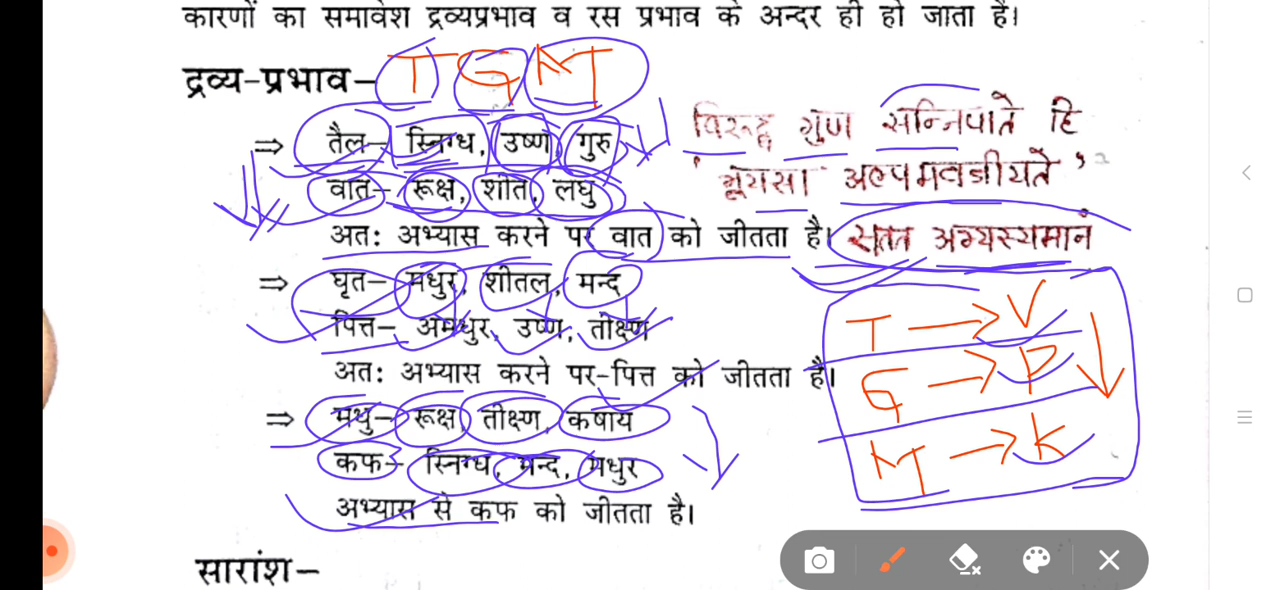 कारणों का समावेश द्रव्यप्रभाव व रस प्रभाव के अन्दर ही हो जाता है।
द्रव्य-प्रभाव– T G MT
⇒ तैल– स्निग्ध, उष्ण, गुरु
वात– रूक्ष, शीत, लघु
अतः अभ्यास करने पर वात को जीतता है।
विरुद्ध गुण सन्निपाते हि
भूयसा अल्पमवजीयते
सतत अभ्यस्यमानं
⇒ घृत– मधुर, शीतल, मन्द
पित्त– अमधुर, उष्ण, तीक्ष्ण
अतः अभ्यास करने पर-पित्त को जीतता है।
⇒ मधु– रूक्ष, तीक्ष्ण, कषाय
कफ– स्निग्ध, मन्द, मधुर
अभ्यास से कफ को जीतता है।
T → V
G → P
MT → K
सारांश–